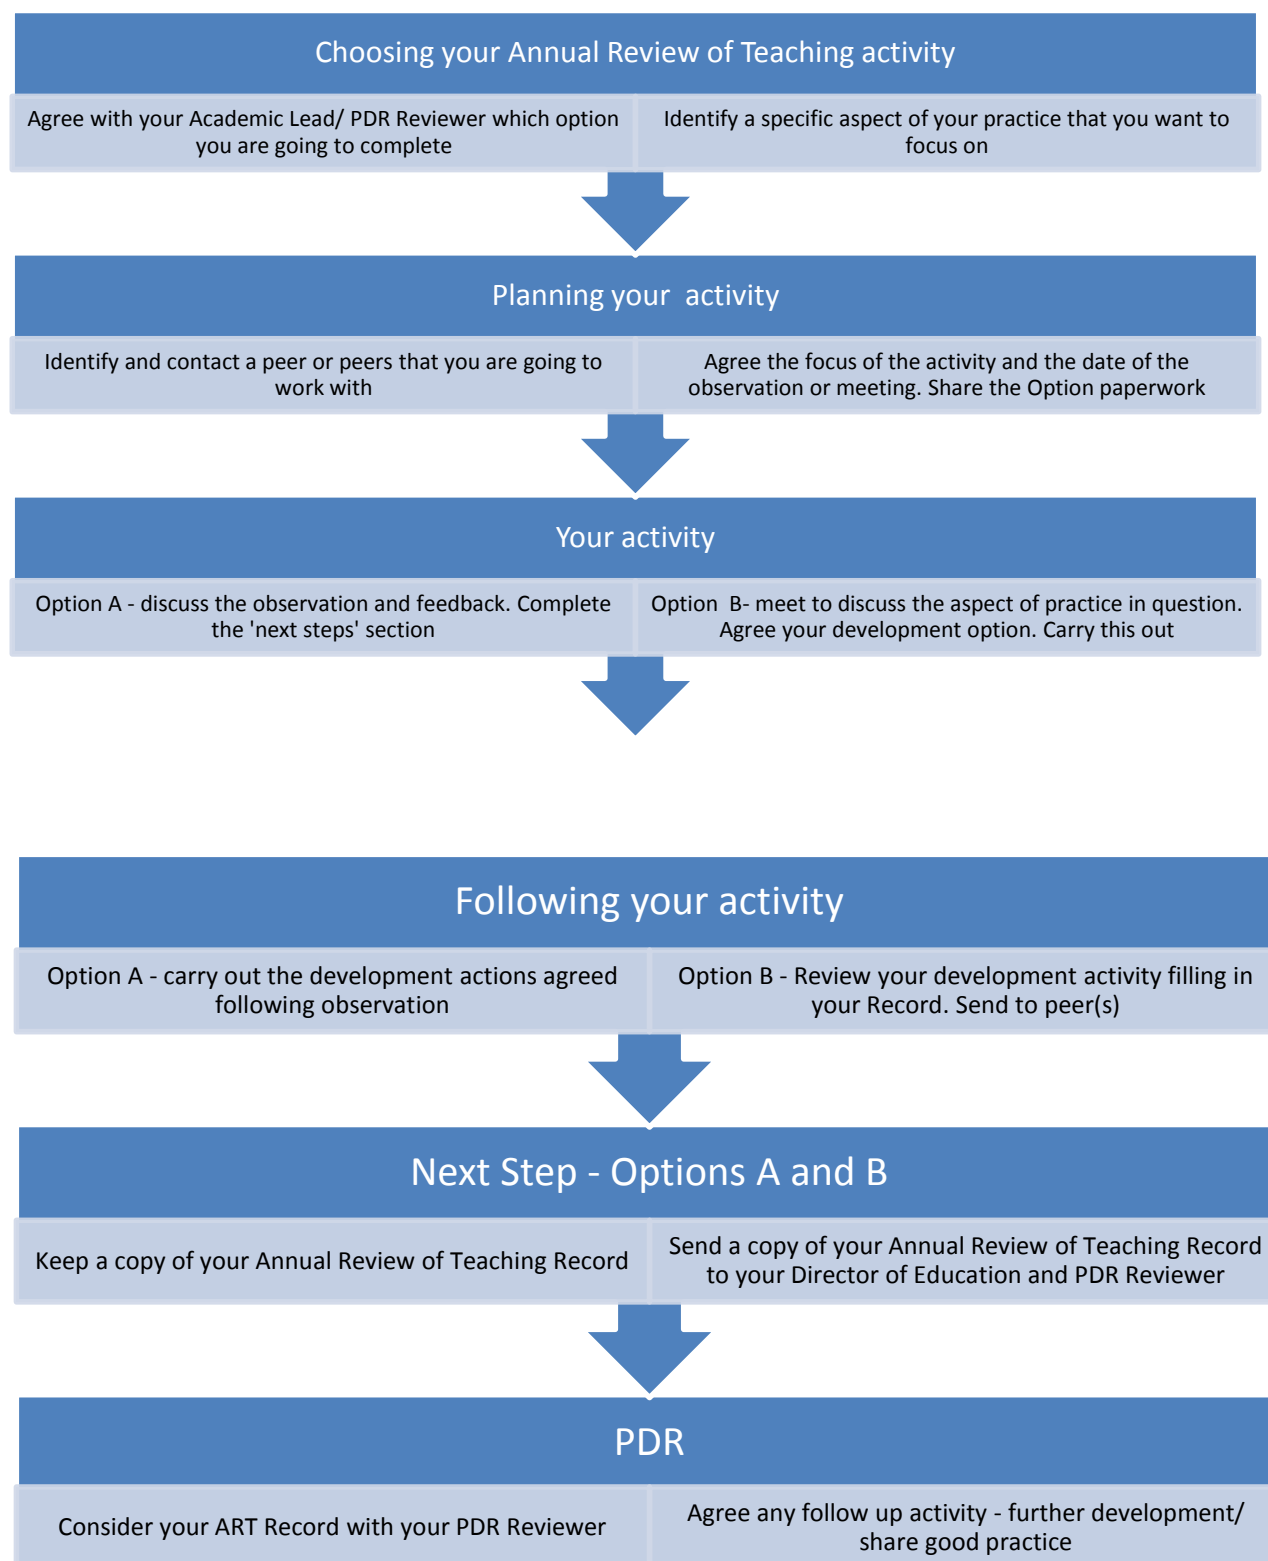 Choosing your Annual Review of Teaching activity
Agree with your Academic Lead/ PDR Reviewer which option
you are going to complete
Identify a specific aspect of your practice that you want to
focus on
Planning your  activity
Identify and contact a peer or peers that you are going to
work with
Agree the focus of the activity and the date of the
observation or meeting. Share the Option paperwork
Your activity
Option A - discuss the observation and feedback. Complete
the 'next steps' section
Option  B- meet to discuss the aspect of practice in question.
Agree your development option. Carry this out
Following your activity
Option A - carry out the development actions agreed
following observation
Option B - Review your development activity filling in
your Record. Send to peer(s)
Next Step - Options A and B
Keep a copy of your Annual Review of Teaching Record
Send a copy of your Annual Review of Teaching Record
to your Director of Education and PDR Reviewer
PDR
Consider your ART Record with your PDR Reviewer
Agree any follow up activity - further development/
share good practice